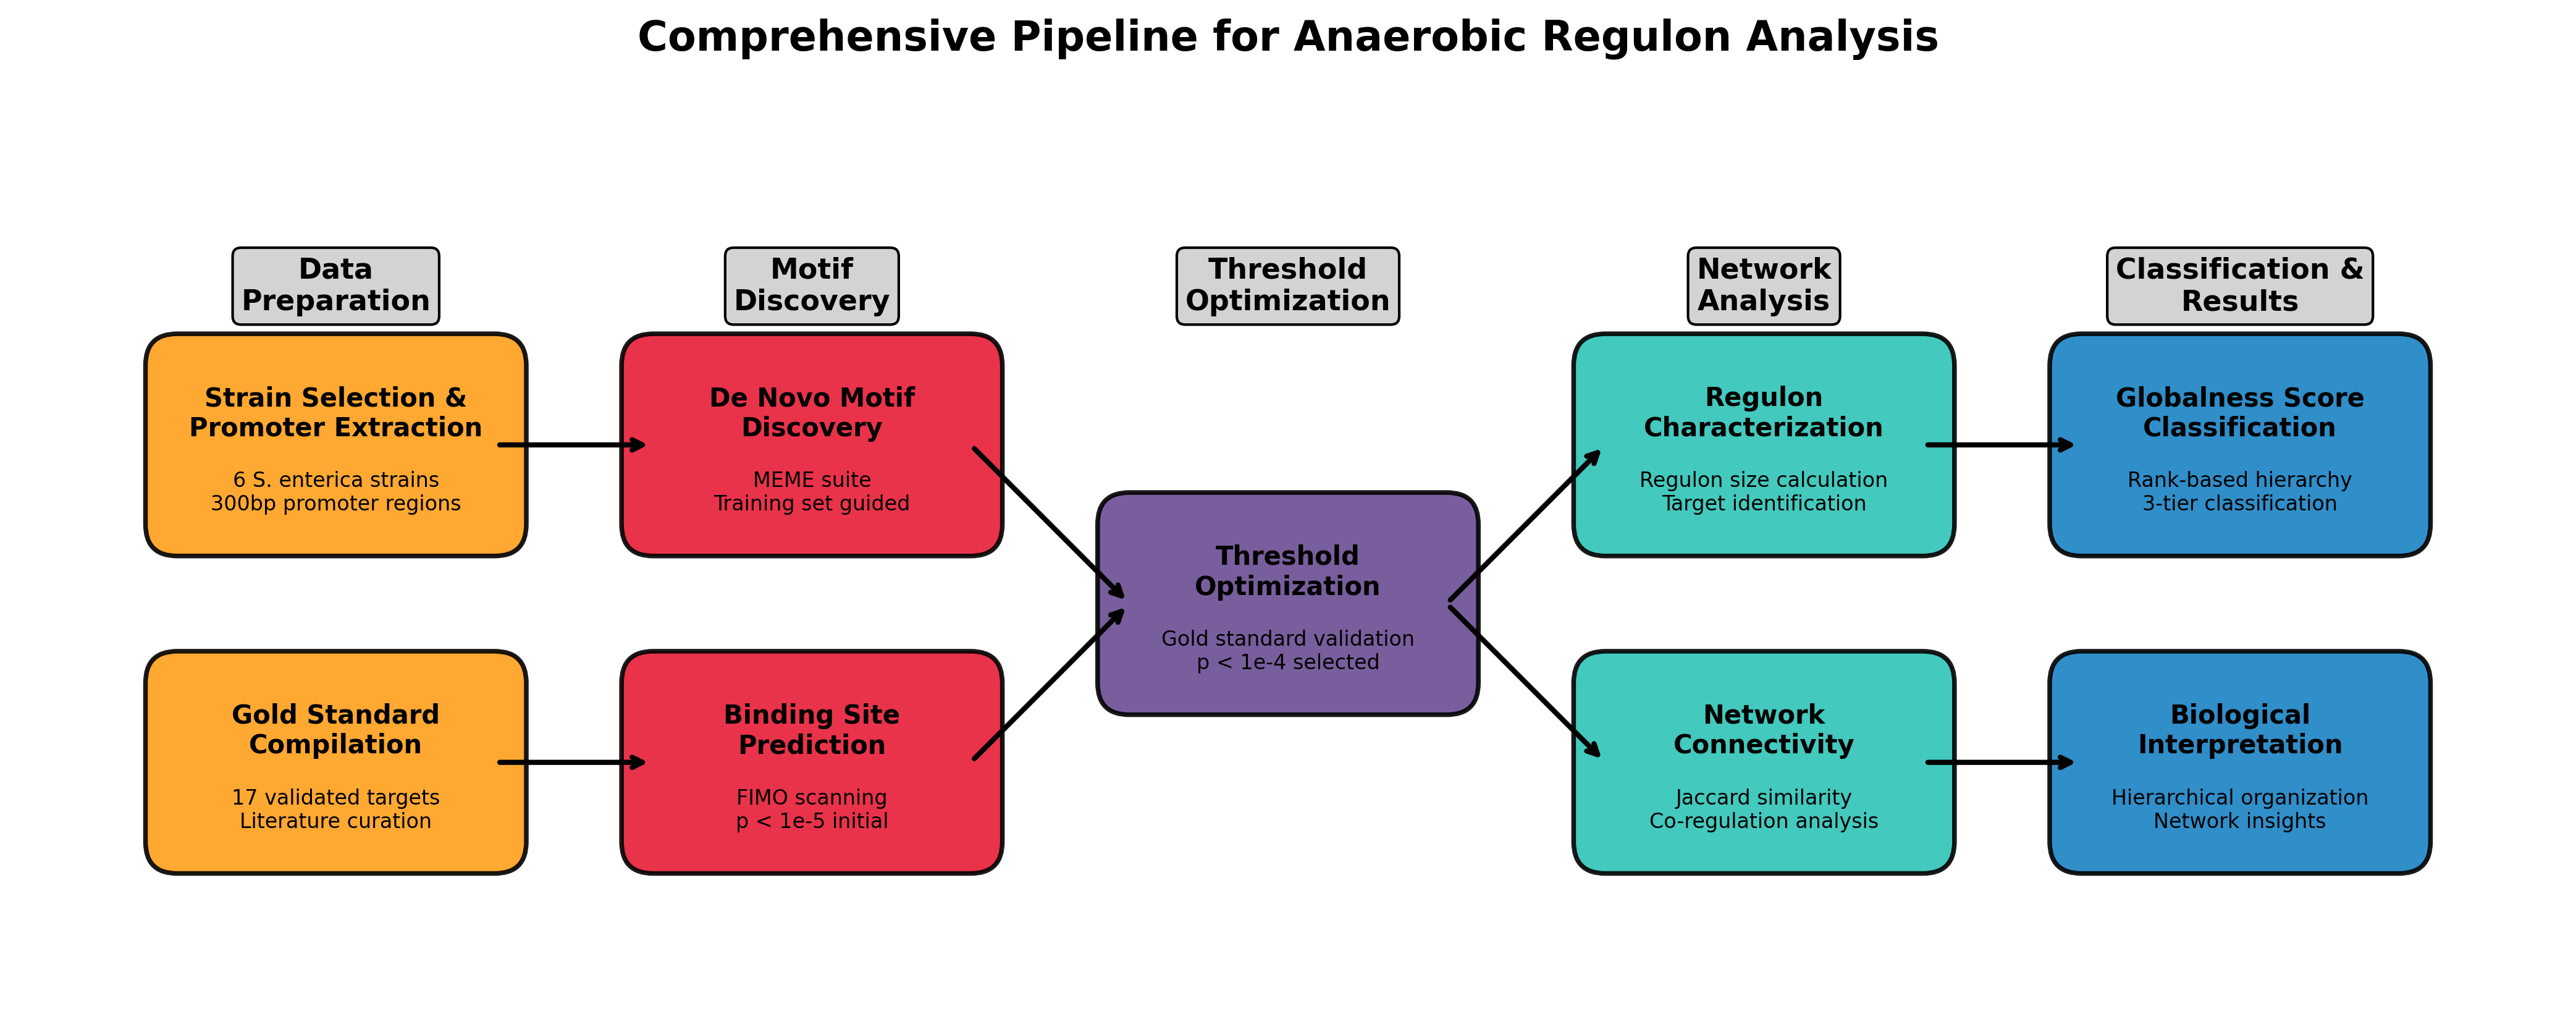 Comprehensive Pipeline for Anaerobic Regulon Analysis
Data
Preparation
Motif
Discovery
Threshold
Optimization
Network
Analysis
Classification &
Results
Strain Selection &
Promoter Extraction
6 S. enterica strains
300bp promoter regions
De Novo Motif
Discovery
MEME suite
Training set guided
Threshold
Optimization
Gold standard validation
p < 1e-4 selected
Regulon
Characterization
Regulon size calculation
Target identification
Globalness Score
Classification
Rank-based hierarchy
3-tier classification
Gold Standard
Compilation
17 validated targets
Literature curation
Binding Site
Prediction
FIMO scanning
p < 1e-5 initial
Network
Connectivity
Jaccard similarity
Co-regulation analysis
Biological
Interpretation
Hierarchical organization
Network insights